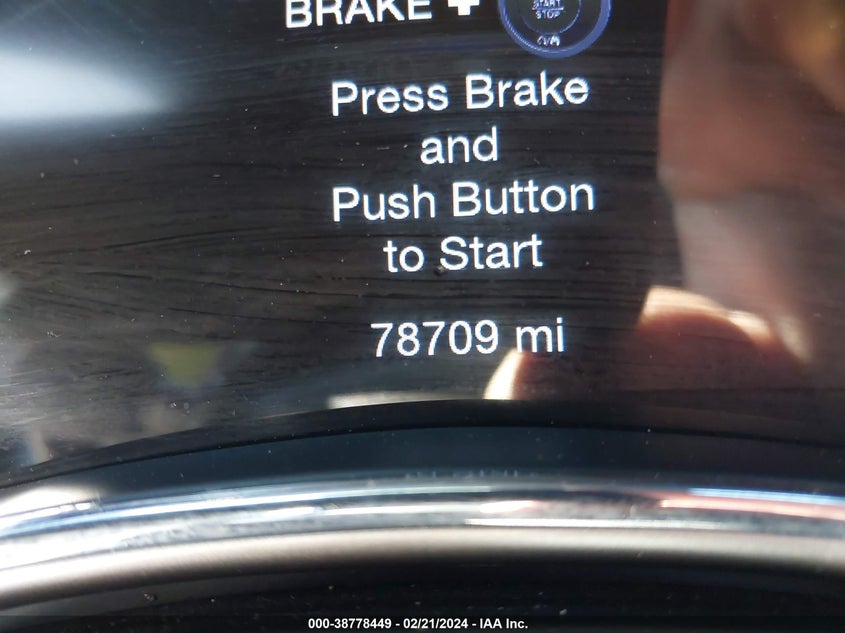 BRAKE +
START
STOP
Press Brake
and
Push Button
to Start
78709 mi
000-38778449 - 02/21/2024 - IAA Inc.